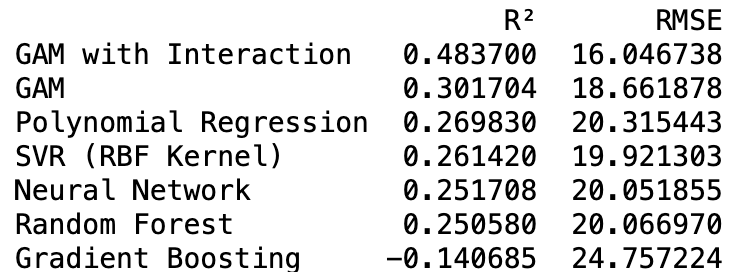 R² RMSE
GAM with Interaction 0.483700 16.046738
GAM 0.301704 18.661878
Polynomial Regression 0.269830 20.315443
SVR (RBF Kernel) 0.261420 19.921303
Neural Network 0.251708 20.051855
Random Forest 0.250580 20.066970
Gradient Boosting -0.140685 24.757224